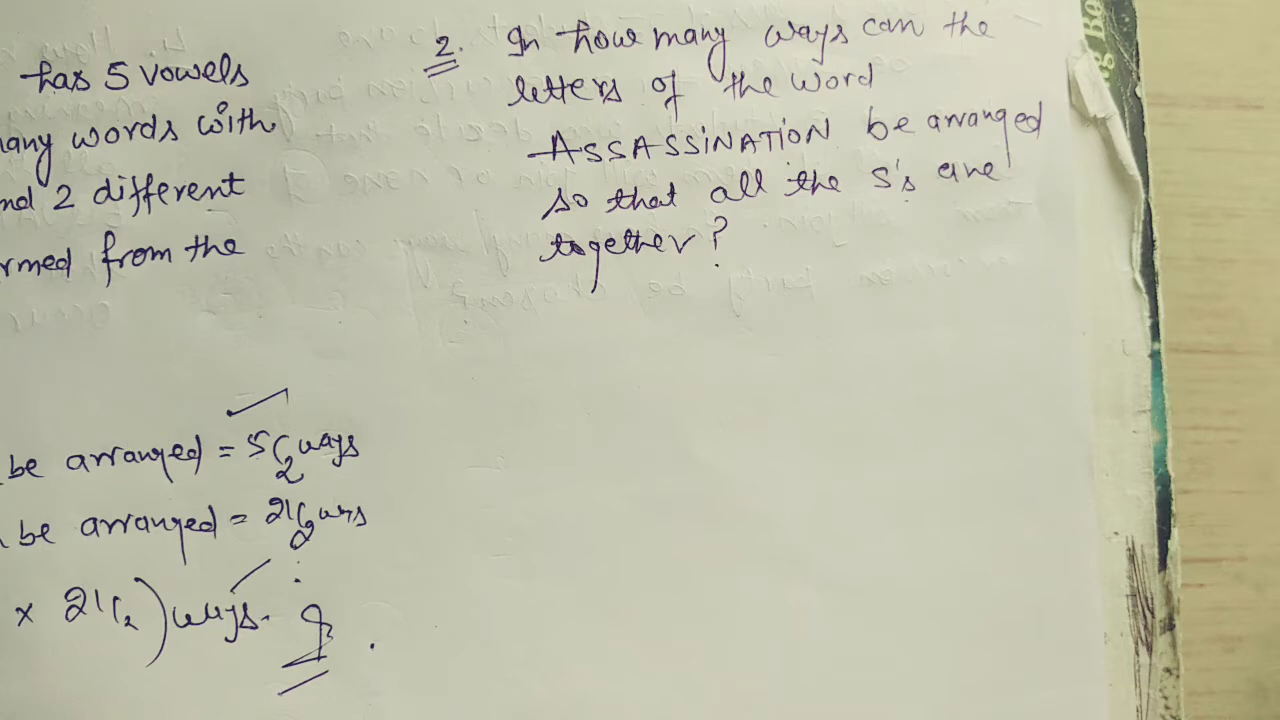 has 5 vowels
any words with
nd 2 different
rmed from the
be arranged = 5C2 ways
be arranged = 21C2 ways
x 21C2) ways.
2. In how many ways can the
letters of the word
ASSASSiNATiON be arranged
so that all the S's are
together?